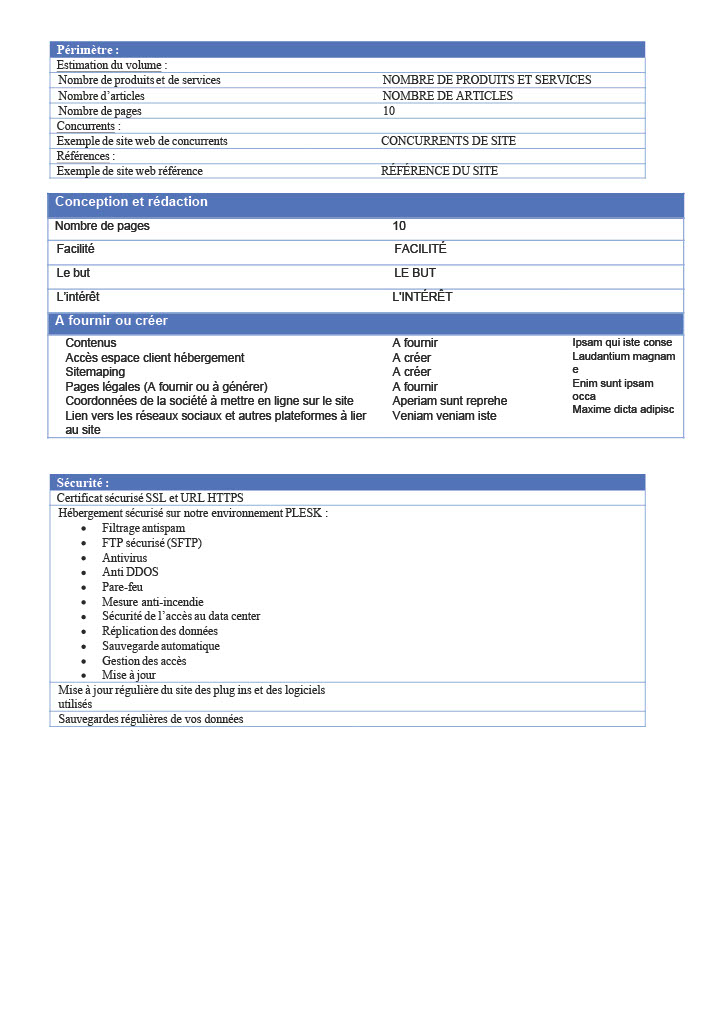 Périmètre :
Estimation du volume :
Nombre de produits et de services NOMBRE DE PRODUITS ET SERVICES
Nombre d’articles NOMBRE DE ARTICLES
Nombre de pages 10
Concurrents :
Exemple de site web de concurrents CONCURRENTS DE SITE
Références :
Exemple de site web référence RÉFÉRENCE DU SITE
Conception et rédaction
Nombre de pages 10
Facilité FACILITÉ
Le but LE BUT
L'intérêt L'INTÉRÊT
A fournir ou créer
Contenus A fournir Ipsam qui iste conse
Accès espace client hébergement A créer Laudantium magnam
Sitemaping A créer e
Pages légales (A fournir ou à générer) A fournir Enim sunt ipsam
Coordonnées de la société à mettre en ligne sur le site Aperiam sunt reprehe occa
Lien vers les réseaux sociaux et autres plateformes à lier Veniam veniam iste Maxime dicta adipisc
au site
Sécurité :
Certificat sécurisé SSL et URL HTTPS
Hébergement sécurisé sur notre environnement PLESK :
• Filtrage antispam
• FTP sécurisé (SFTP)
• Antivirus
• Anti DDOS
• Pare-feu
• Mesure anti-incendie
• Sécurité de l’accès au data center
• Réplication des données
• Sauvegarde automatique
• Gestion des accès
• Mise à jour
Mise à jour régulière du site des plug ins et des logiciels
utilisés
Sauvegardes régulières de vos données